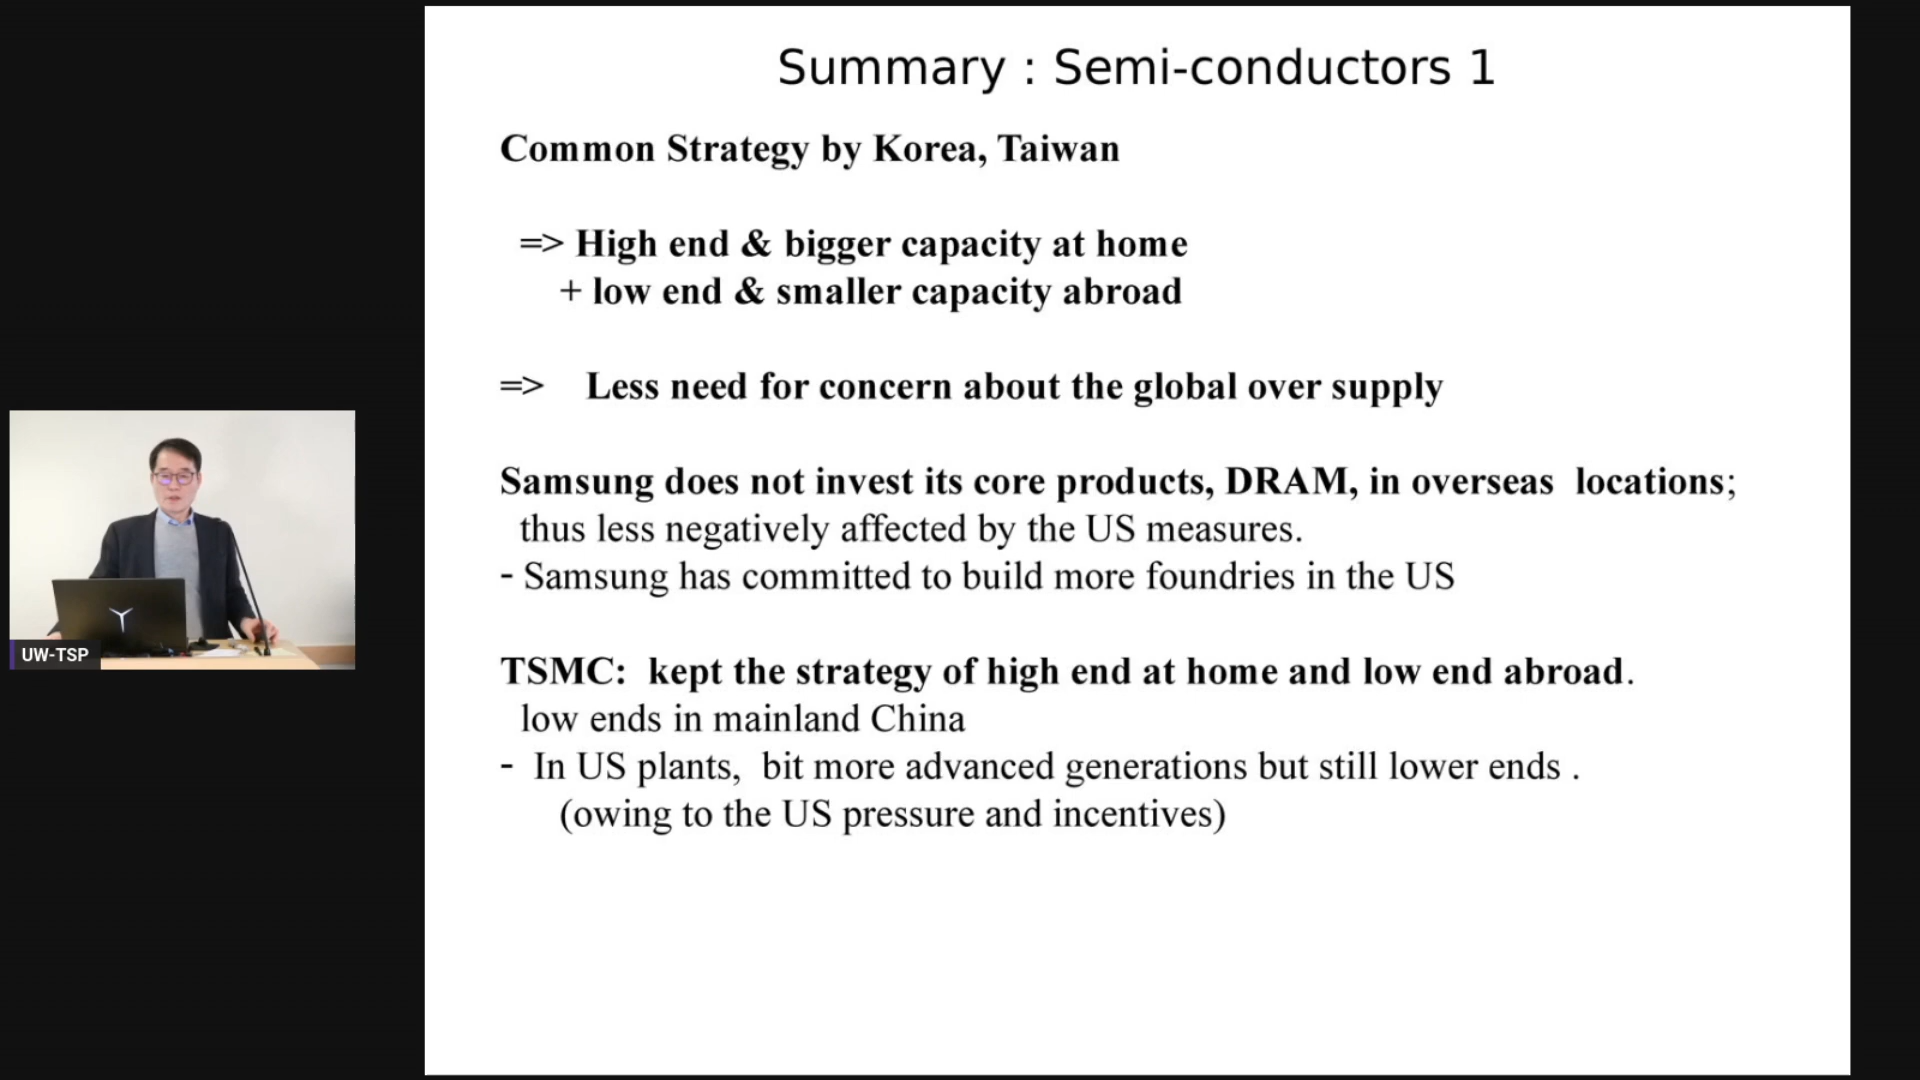 Summary : Semi-conductors 1
Common Strategy by Korea, Taiwan
=> High end & bigger capacity at home
+ low end & smaller capacity abroad
=> Less need for concern about the global over supply
Samsung does not invest its core products, DRAM, in overseas locations;
thus less negatively affected by the US measures.
- Samsung has committed to build more foundries in the US
TSMC: kept the strategy of high end at home and low end abroad.
low ends in mainland China
- In US plants, bit more advanced generations but still lower ends .
(owing to the US pressure and incentives)
UW-TSP